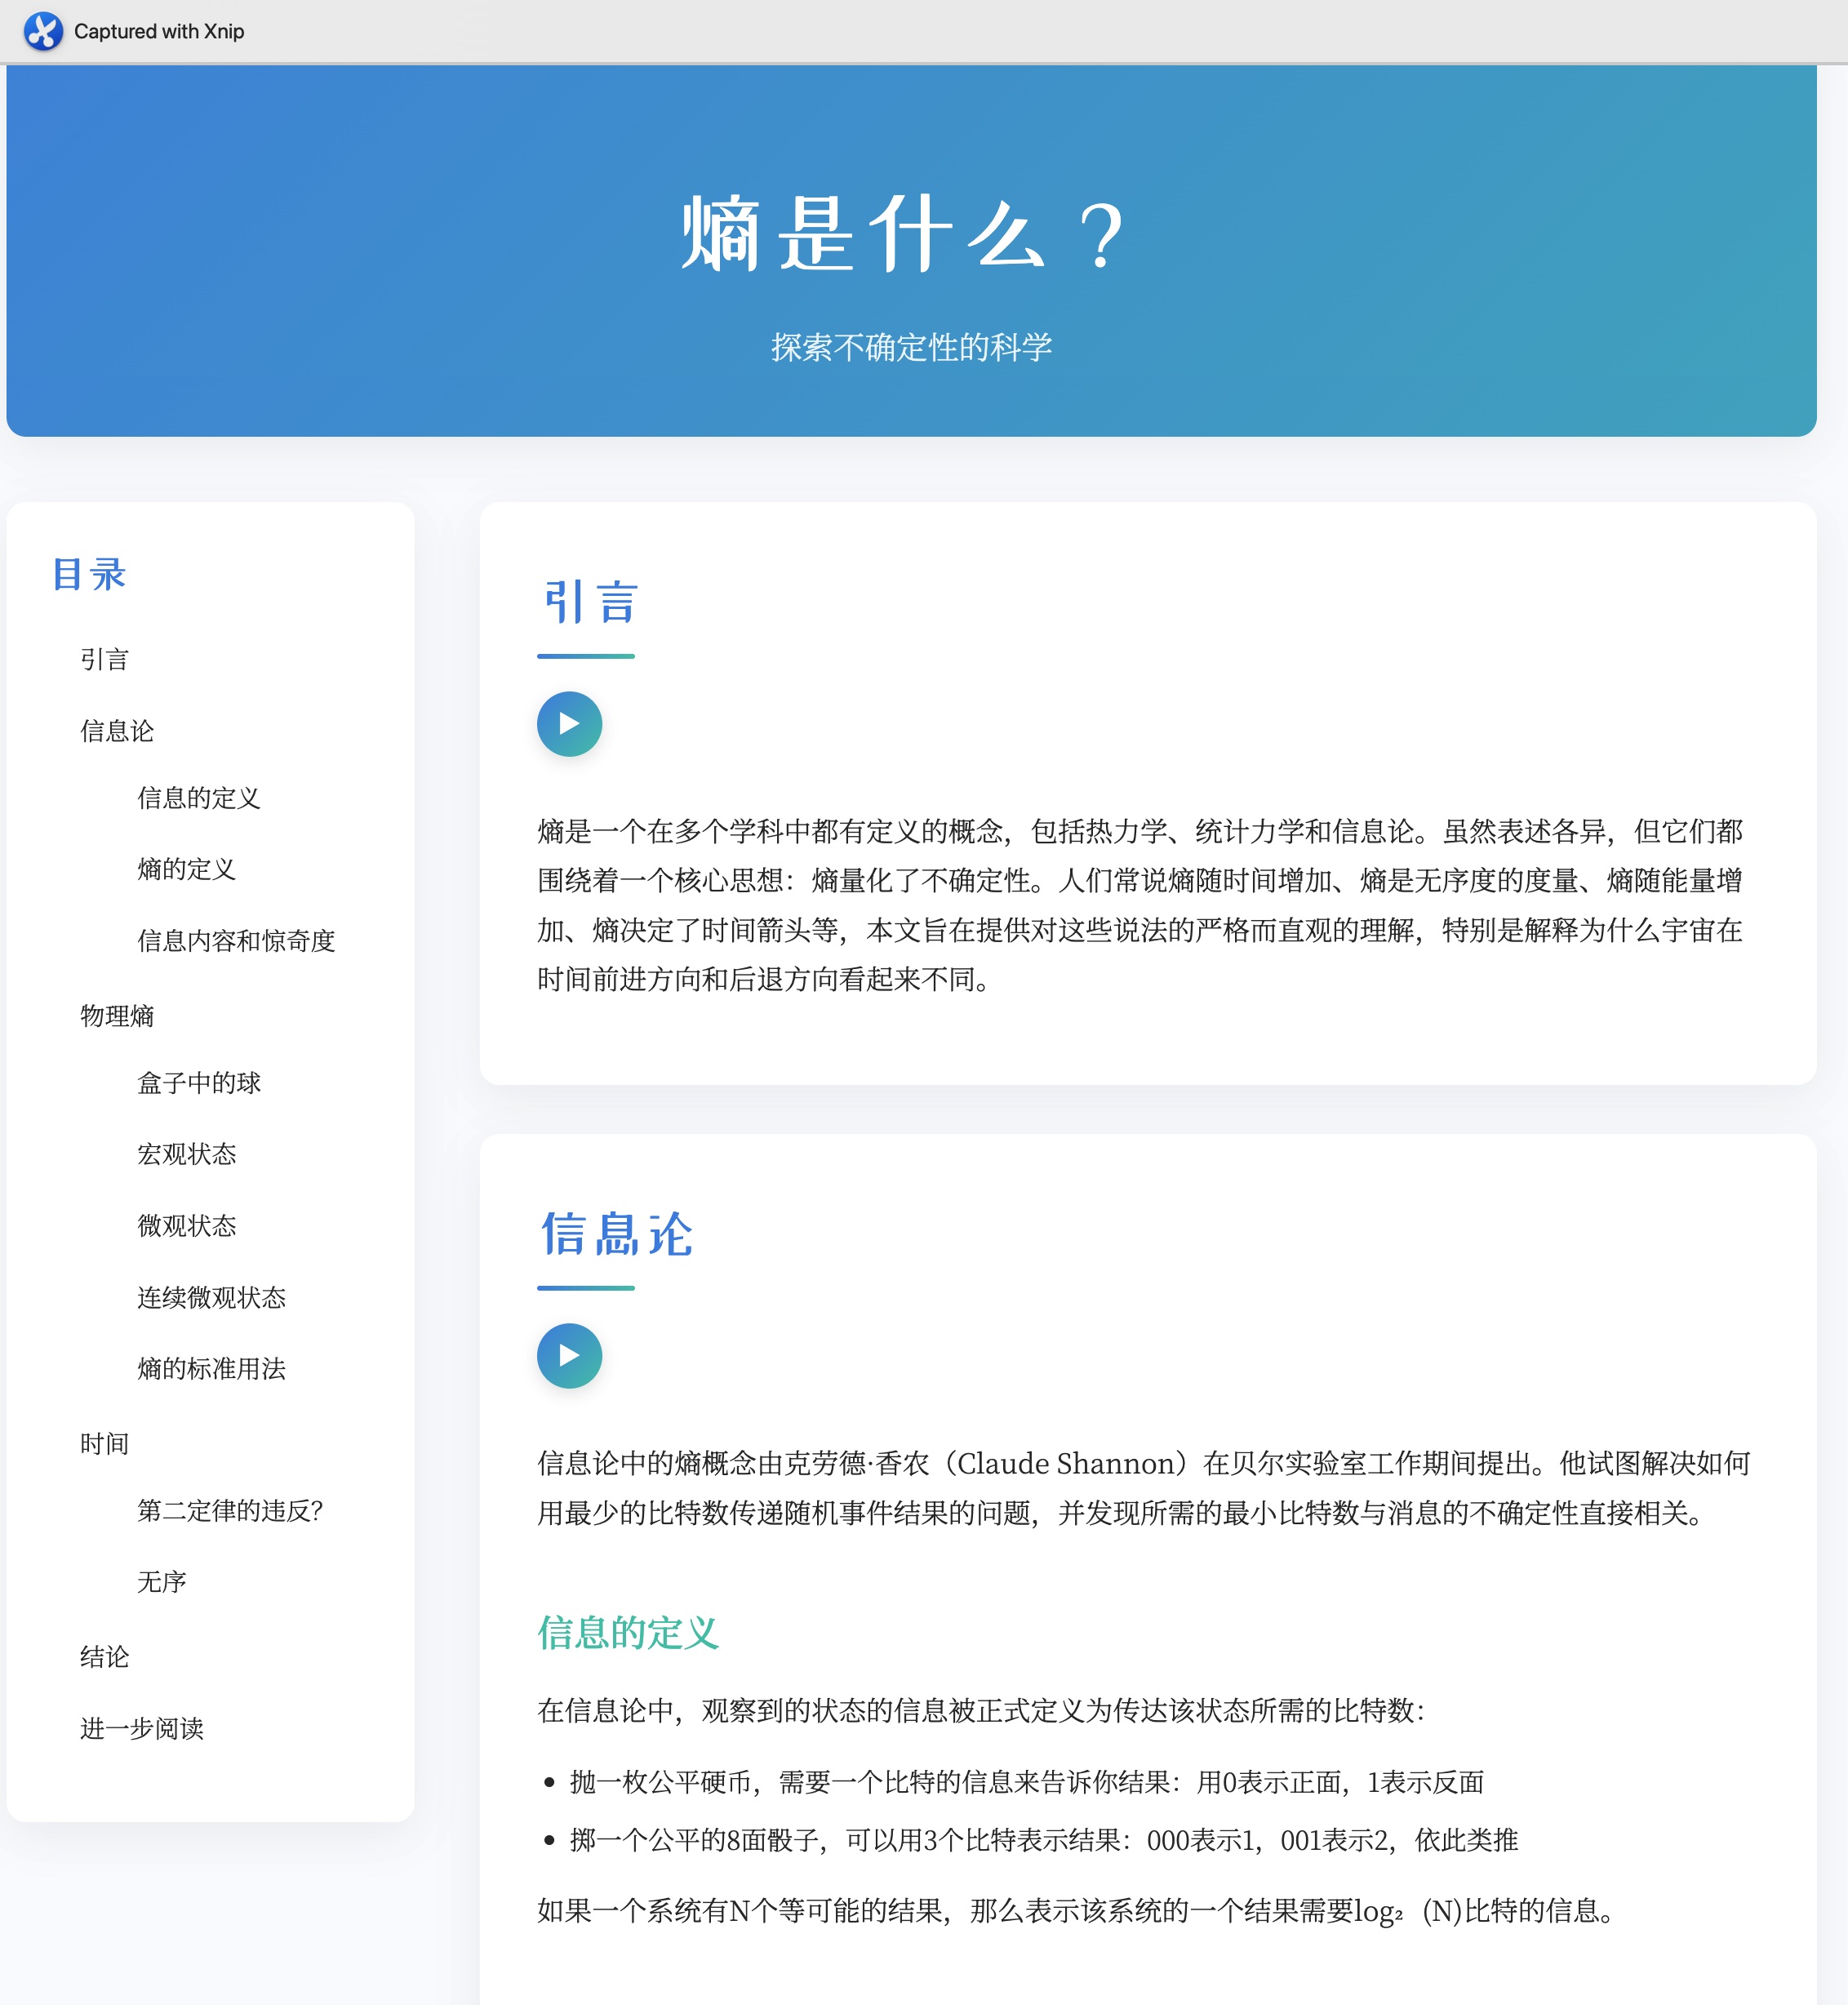 Captured with Xnip
熵是什么？
探索不确定性的科学
目录
引言
信息论
信息的定义
熵的定义
信息内容和惊奇度
物理熵
盒子中的球
宏观状态
微观状态
连续微观状态
熵的标准用法
时间
第二定律的违反？
无序
结论
进一步阅读
引言
熵是一个在多个学科中都有定义的概念，包括热力学、统计力学和信息论。虽然表述各异，但它们都
围绕着一个核心思想：熵量化了不确定性。人们常说熵随时间增加、熵是无序度的度量、熵随能量增
加、熵决定了时间箭头等，本文旨在提供对这些说法的严格而直观的理解，特别是解释为什么宇宙在
时间前进方向和后退方向看起来不同。
信息论
信息论中的熵概念由克劳德·香农（Claude Shannon）在贝尔实验室工作期间提出。他试图解决如何
用最少的比特数传递随机事件结果的问题，并发现所需的最小比特数与消息的不确定性直接相关。
信息的定义
在信息论中，观察到的状态的信息被正式定义为传达该状态所需的比特数：
• 抛一枚公平硬币，需要一个比特的信息来告诉你结果：用0表示正面，1表示反面
• 掷一个公平的8面骰子，可以用3个比特表示结果：000表示1，001表示2，依此类推
如果一个系统有N个等可能的结果，那么表示该系统的一个结果需要log₂（N)比特的信息。